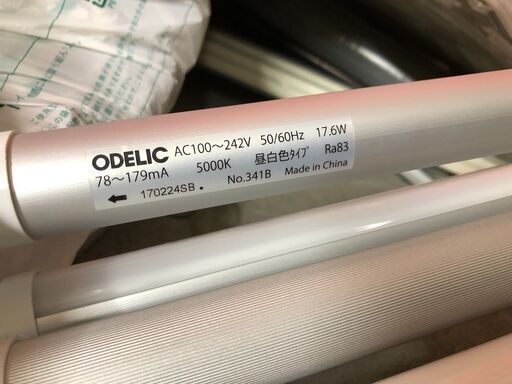 ODELIC AC100～242V 50/60Hz 17.6W
78～179mA 5000K 昼白色ﾀｲﾌﾟ Ra83
← 170224SB. No.341B Made in China